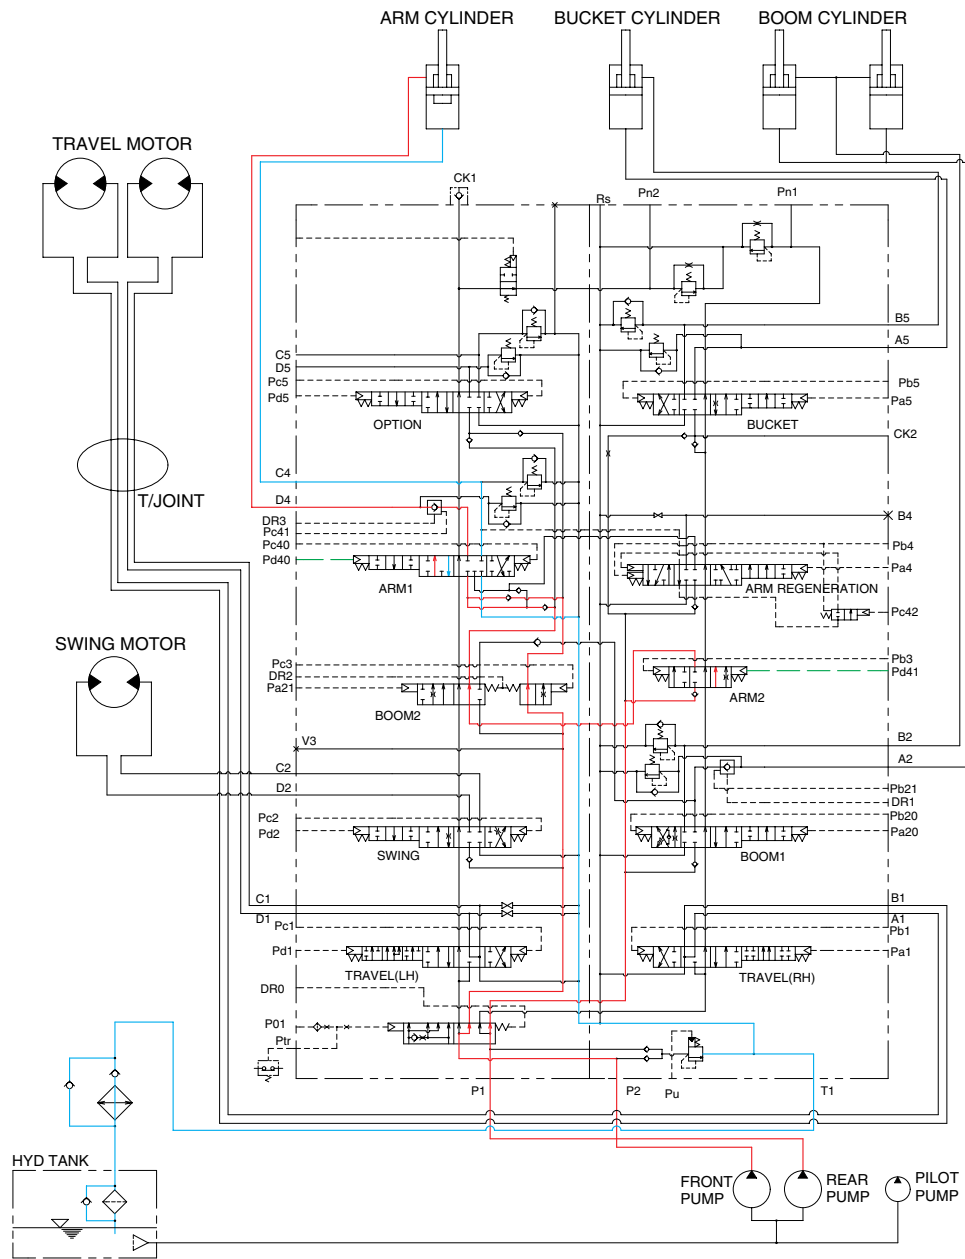 ARM CYLINDER
BUCKET CYLINDER
BOOM CYLINDER
TRAVEL MOTOR
CK1
Rs
Pn2
Pn1
B5
A5
C5
D5
Pc5
Pd5
Pb5
Pa5
OPTION
BUCKET
CK2
T/JOINT
C4
D4
DR3
Pc41
Pc40
Pd40
B4
Pb4
Pa4
ARM1
ARM REGENERATION
Pc42
SWING MOTOR
Pc3
DR2
Pa21
Pb3
Pd41
BOOM2
ARM2
V3
B2
C2
A2
D2
Pb21
DR1
Pc2
Pd2
Pb20
Pa20
SWING
BOOM1
C1
D1
Pc1
Pd1
B1
A1
Pb1
Pa1
TRAVEL(LH)
TRAVEL(RH)
DR0
P01
Ptr
P1
P2
Pu
T1
HYD TANK
FRONT
PUMP
REAR
PUMP
PILOT
PUMP